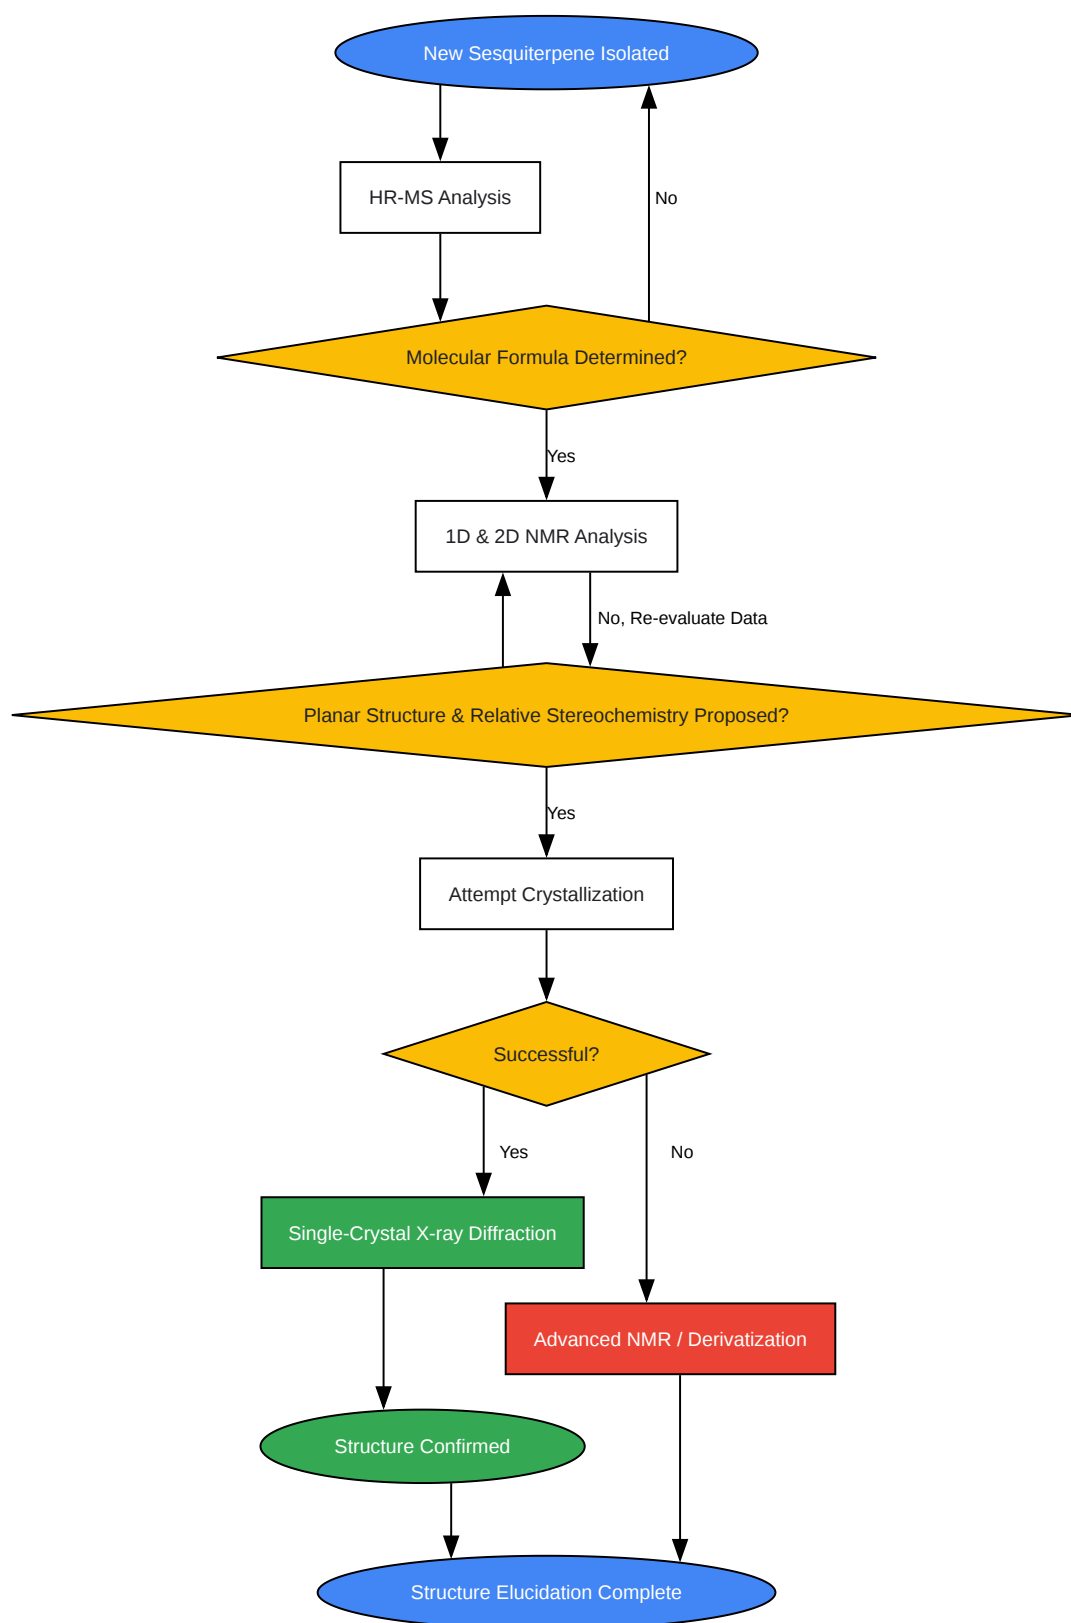 New Sesquiterpene Isolated
HR-MS Analysis
No
Molecular Formula Determined?
Yes
1D & 2D NMR Analysis
No, Re-evaluate Data
Planar Structure & Relative Stereochemistry Proposed?
Yes
Attempt Crystallization
Successful?
Yes
No
Single-Crystal X-ray Diffraction
Advanced NMR / Derivatization
Structure Confirmed
Structure Elucidation Complete